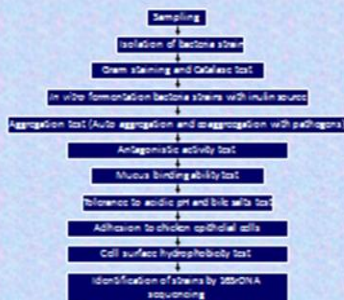 Sampling
Isolation of bacteria strain
Gram staining and Catalase test
In vitro fermentation bacteria strains with inulin source
Aggregation test (Auto aggregation and coaggregation with pathogens)
Antagonistic activity test
Mucus binding ability test
Tolerance to acidic pH and bile salts test
Adhesion to chicken epithelial cells
Cell surface hydrophobicity test
Identification of strains by 16SrDNA
sequencing